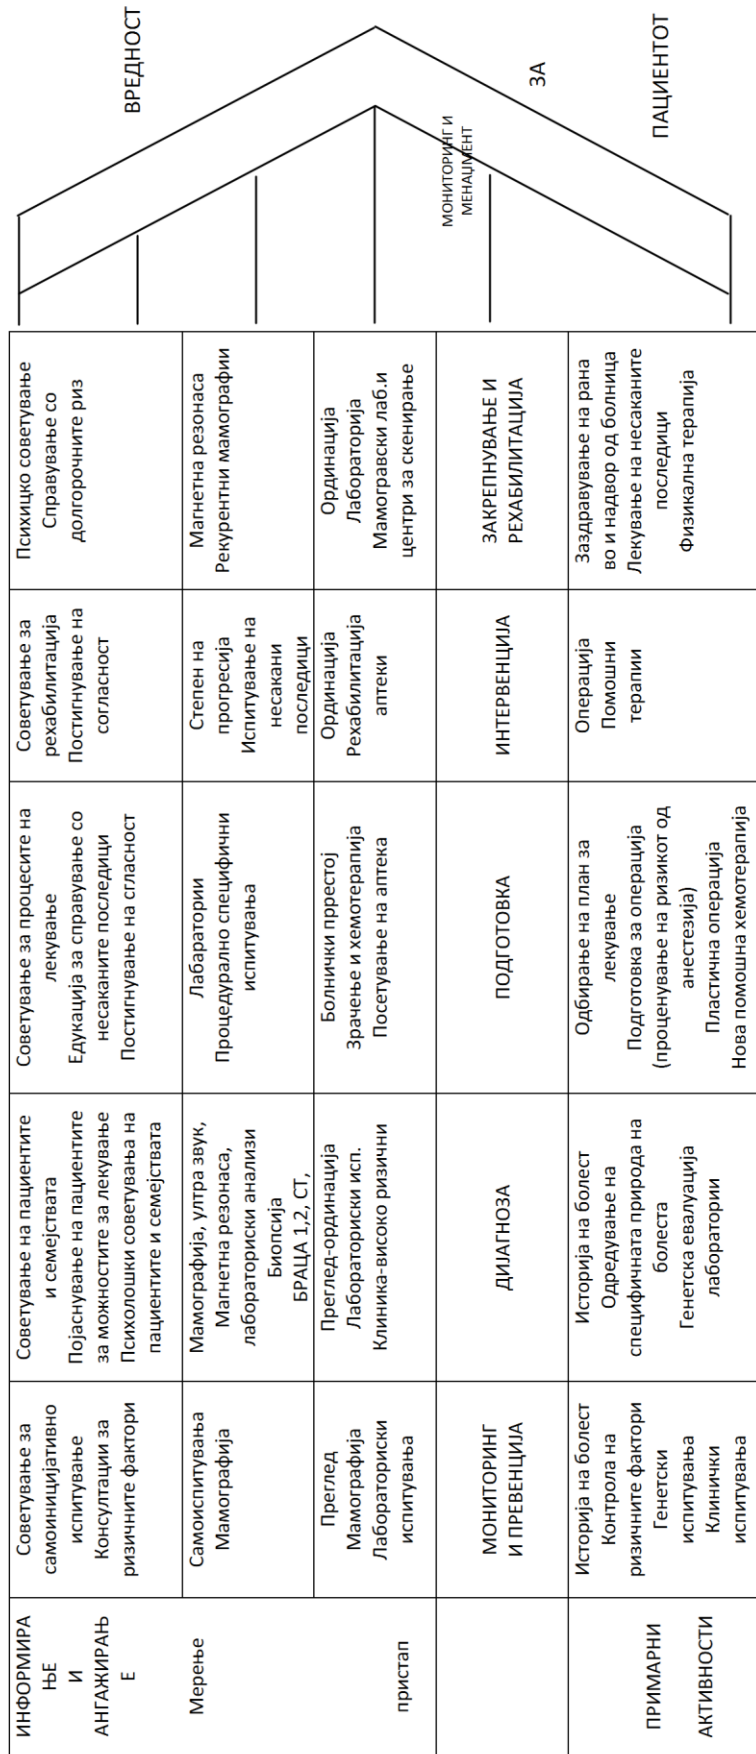 ИНФОРМИРА
ЊЕ
И
АНГАЖИРАЊ
Е
Советување за
самоиницијативно
испитување
Консултации за
ризичните фактори
Советување на пациентите
и семејствата
Појаснување на пациентите
за можностите за лекување
Психолошки советувања на
пациентите и семејствата
Советување за процесите на
лекување
Едукација за справување со
несаканите последици
Постигнување на сгласност
Советување за
рехабилитација
Постигнување на
согласност
Психицко советување
Справување со
долгорочните риз
Мерење
Самоиспитувања
Мамографија
Мамографија, ултра звук,
Магнетна резонаса,
лабораториски анализи
Биопсија
БРАЦА 1,2, СТ,
Лабаратории
Процедурално специфични
испитувања
Степен на
прогресија
Испитување на
несакани
последици
Магнетна резонаса
Рекурентни мамографии
пристап
Преглед
Мамографија
Лабораториски
испитувања
Преглед-ординација
Лабораториски исп.
Клиника-високо ризични
Болнички пррестој
Зрачење и хемотерапија
Посетување на аптека
Ординација
Рехабилитација
аптеки
Ординација
Лабораторија
Мамогравски лаб.и
центри за скенирање
МОНИТОРИНГ
И ПРЕВЕНЦИЈА
ДИЈАГНОЗА
ПОДГОТОВКА
ИНТЕРВЕНЦИЈА
ЗАКРЕПНУВАЊЕ И
РЕХАБИЛИТАЦИЈА
МОНИТОРИНГ И
МЕНАЏМЕНТ
ПРИМАРНИ
АКТИВНОСТИ
Историја на болест
Контрола на
ризичните фактори
Генетски
испитувања
Клинички
испитувања
Историја на болест
Одредување на
специфичната природа на
болеста
Генетска евалуација
лаборатории
Одбирање на план за
лекување
Подготовка за операција
(проценување на ризикот од
анестезија)
Пластична операција
Нова помошна хемотерапија
Операција
Помошни
терапии
Заздравување на рана
во и надвор од болница
Лекување на несаканите
последици
Физикална терапија
ВРЕДНОСТ
ЗА
ПАЦИЕНТОТ